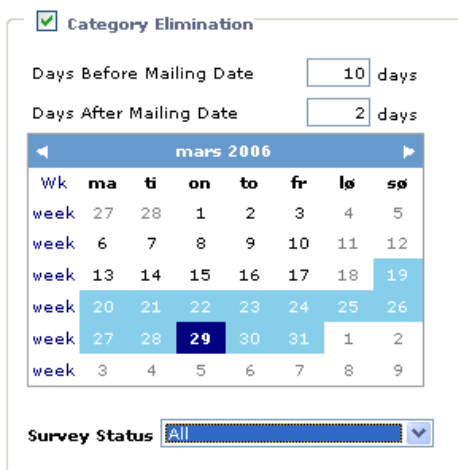 Category Elimination
Days Before Mailing Date 10 days
Days After Mailing Date 2 days
mars 2006
Wk ma ti on to fr lø sø
week 27 28 1 2 3 4 5
week 6 7 8 9 10 11 12
week 13 14 15 16 17 18 19
week 20 21 22 23 24 25 26
week 27 28 29 30 31 1 2
week 3 4 5 6 7 8 9
Survey Status All